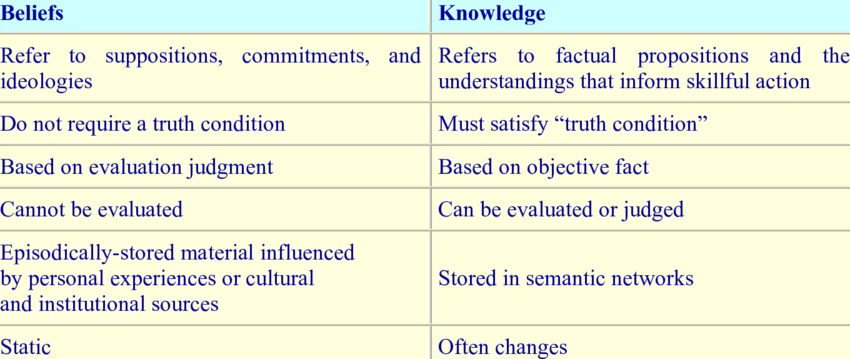 Beliefs
Knowledge
Refer to suppositions, commitments, and
ideologies
Refers to factual propositions and the
understandings that inform skillful action
Do not require a truth condition
Must satisfy “truth condition”
Based on evaluation judgment
Based on objective fact
Cannot be evaluated
Can be evaluated or judged
Episodically-stored material influenced
by personal experiences or cultural
and institutional sources
Stored in semantic networks
Static
Often changes